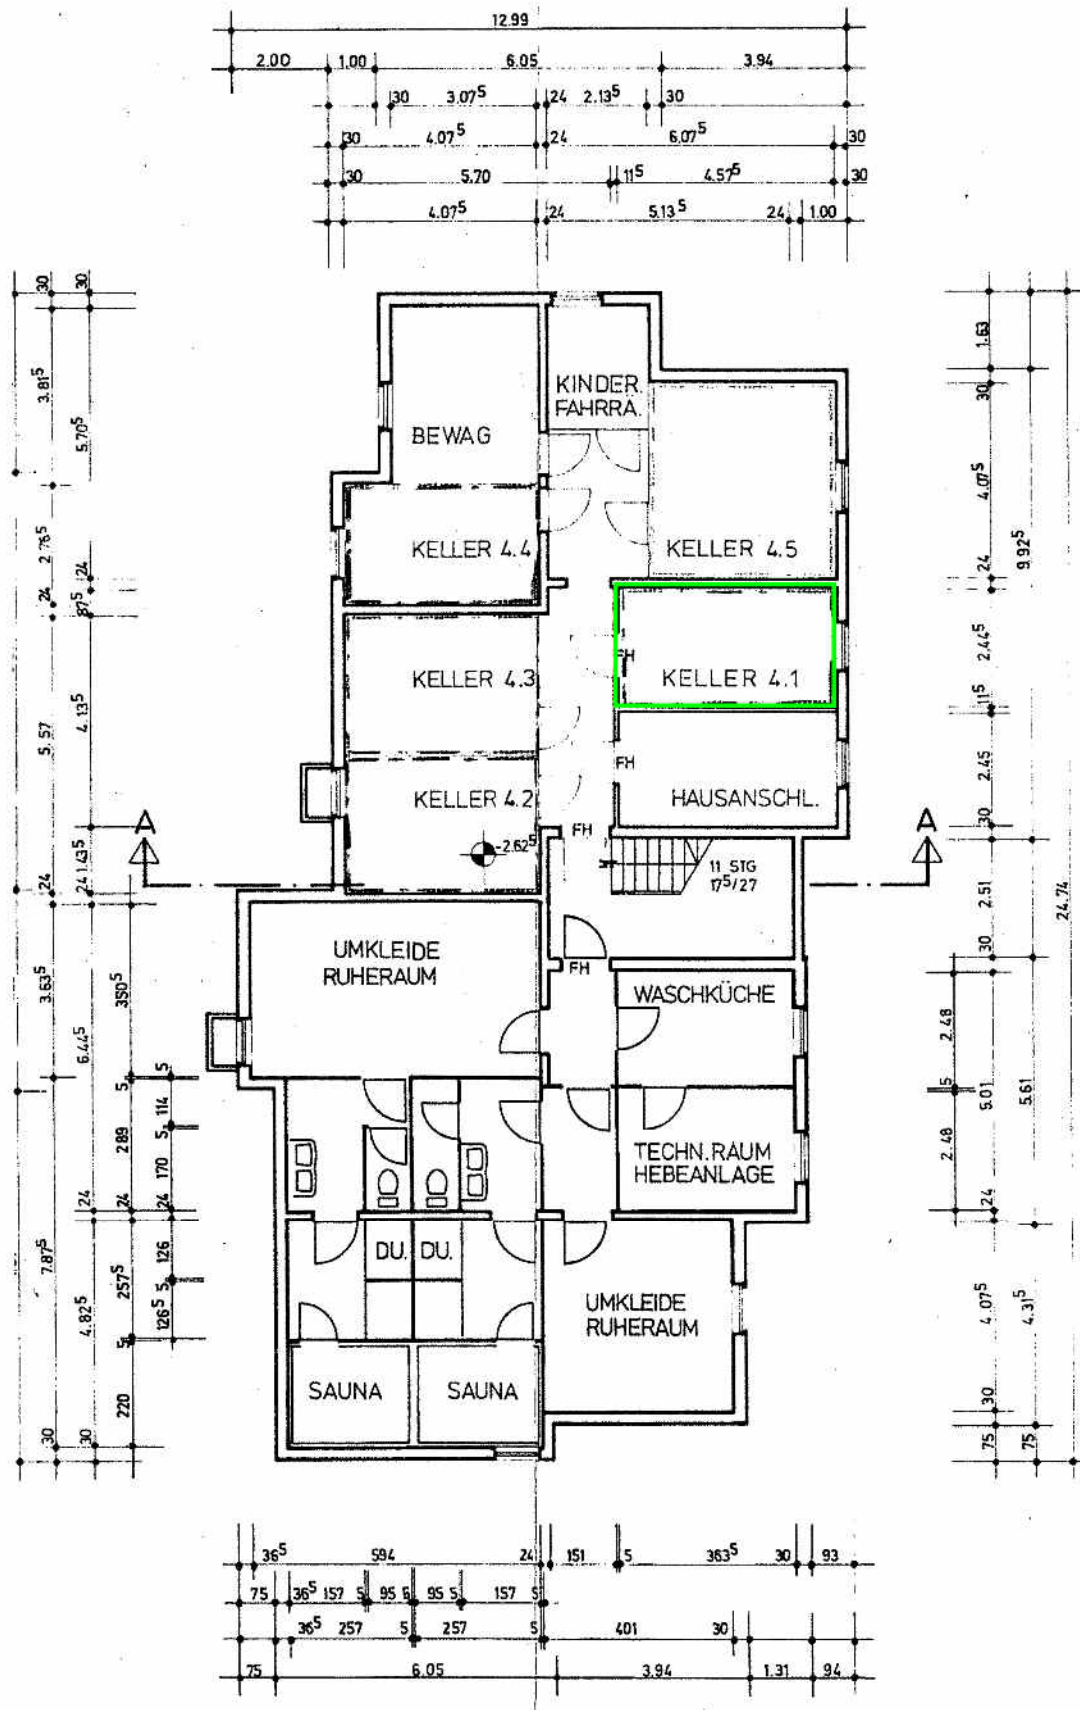 12.99
2.00 1.00 6.05 3.94
30 3.07⁵ 24 2.13⁵ 30
30 4.07⁵ 24 6.07⁵ 30
30 5.70 11⁵ 4.57⁵ 30
4.07⁵ 24 5.13⁵ 24 1.00
30 30
3.81⁵
5.70⁵
2.76⁵
24
24
87⁵
5.57
4.13⁵
24
1.43⁵
24
3.63⁵
350⁵
6.44⁵
5
5
114
289
5
170
24
24
24
7.87⁵
126
257⁵
5
4.82⁵
126⁵
5
220
30
30
KINDER.
FAHRRA.
BEWAG
KELLER 4.4
KELLER 4.5
FH
KELLER 4.3
KELLER 4.1
FH
KELLER 4.2
HAUSANSCHL.
FH
A
-2.62⁵
11 STG
17⁵/27
A
UMKLEIDE
RUHERAUM
FH
WASCHKÜCHE
TECHN.RAUM
HEBEANLAGE
DU. DU.
UMKLEIDE
RUHERAUM
SAUNA SAUNA
1.63
30
4.07⁵
9.92⁵
24
2.44⁵
11⁵
2.45
30
2.51
24.74
30
2.48
5
5.01
5.61
2.48
24
4.07⁵
4.31⁵
30
75
75
36⁵ 594 24 151 5 363⁵ 30 93
75 36⁵ 157 5 95 5 95 5 157 5
36⁵ 257 5 257 5 401 30
75 6.05 3.94 1.31 94